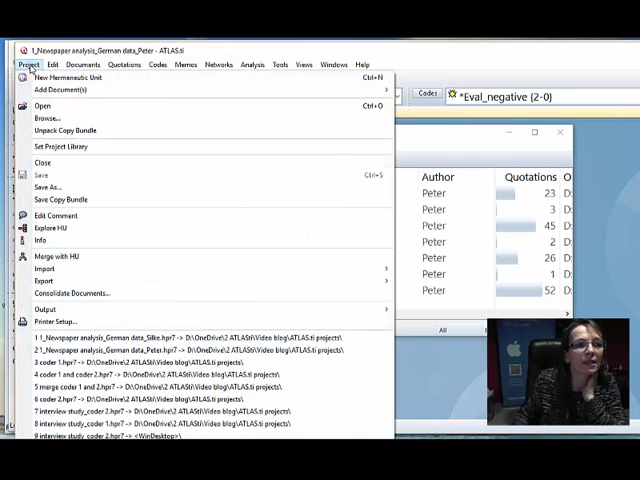 1_Newspaper analysis_German data_Peter - ATLAS.ti
Project Edit Documents Quotations Codes Memos Networks Analysis Tools Views Windows Help
New Hermeneutic Unit Ctrl+N
Add Document(s)
Open Ctrl+O
Browse...
Unpack Copy Bundle
Set Project Library
Close
Save Ctrl+S
Save As...
Save Copy Bundle
Edit Comment
Explore HU
Info
Merge with HU
Import
Export
Consolidate Documents...
Output
Printer Setup...
1 1_Newspaper analysis_German data_Silke.hpr7 -> D:\OneDrive\2 ATLASti\Video blog\ATLAS.ti projects\
2 1_Newspaper analysis_German data_Peter.hpr7 -> D:\OneDrive\2 ATLASti\Video blog\ATLAS.ti projects\
3 coder 1.hpr7 -> D:\OneDrive\2 ATLASti\Video blog\ATLAS.ti projects\
4 coder 1 and coder 2.hpr7 -> D:\OneDrive\2 ATLASti\Video blog\ATLAS.ti projects\
5 merge coder 1 and 2.hpr7 -> D:\OneDrive\2 ATLASti\Video blog\ATLAS.ti projects\
6 coder 2.hpr7 -> D:\OneDrive\2 ATLASti\Video blog\ATLAS.ti projects\
7 interview study_coder 2.hpr7 -> D:\OneDrive\2 ATLASti\Video blog\ATLAS.ti projects\
8 interview study_coder 1.hpr7 -> D:\OneDrive\2 ATLASti\Video blog\ATLAS.ti projects\
9 interview study_coder 2.hpr7 -> <WinDesktop>\
Codes *Eval_negative {2-0}
Author Quotations O
Peter 23 D:
Peter 3 D:
Peter 45 D:
Peter 2 D:
Peter 26 D:
Peter 1 D:
Peter 52 D:
All